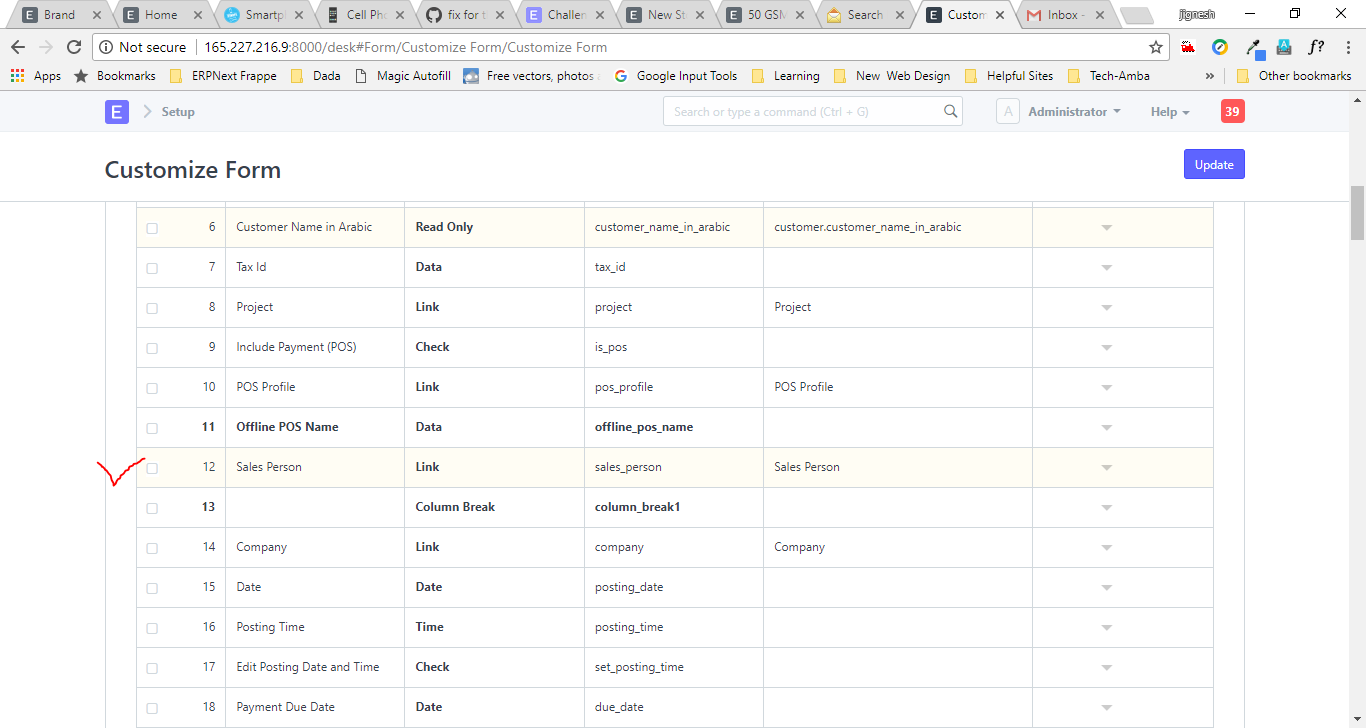 Brand Home Smartpl Cell Pho fix for t Challen New St 50 GSM Search Custom Inbox - jignesh
Not secure 165.227.216.9:8000/desk#Form/Customize Form/Customize Form f?
Apps Bookmarks ERPNext Frappe Dada Magic Autofill Free vectors, photos Google Input Tools Learning New Web Design Helpful Sites Tech-Amba » Other bookmarks
E Setup Search or type a command (Ctrl + G) A Administrator Help 39
Customize Form Update
6 Customer Name in Arabic Read Only customer_name_in_arabic customer.customer_name_in_arabic
7 Tax Id Data tax_id
8 Project Link project Project
9 Include Payment (POS) Check is_pos
10 POS Profile Link pos_profile POS Profile
11 Offline POS Name Data offline_pos_name
12 Sales Person Link sales_person Sales Person
13 Column Break column_break1
14 Company Link company Company
15 Date Date posting_date
16 Posting Time Time posting_time
17 Edit Posting Date and Time Check set_posting_time
18 Payment Due Date Date due_date